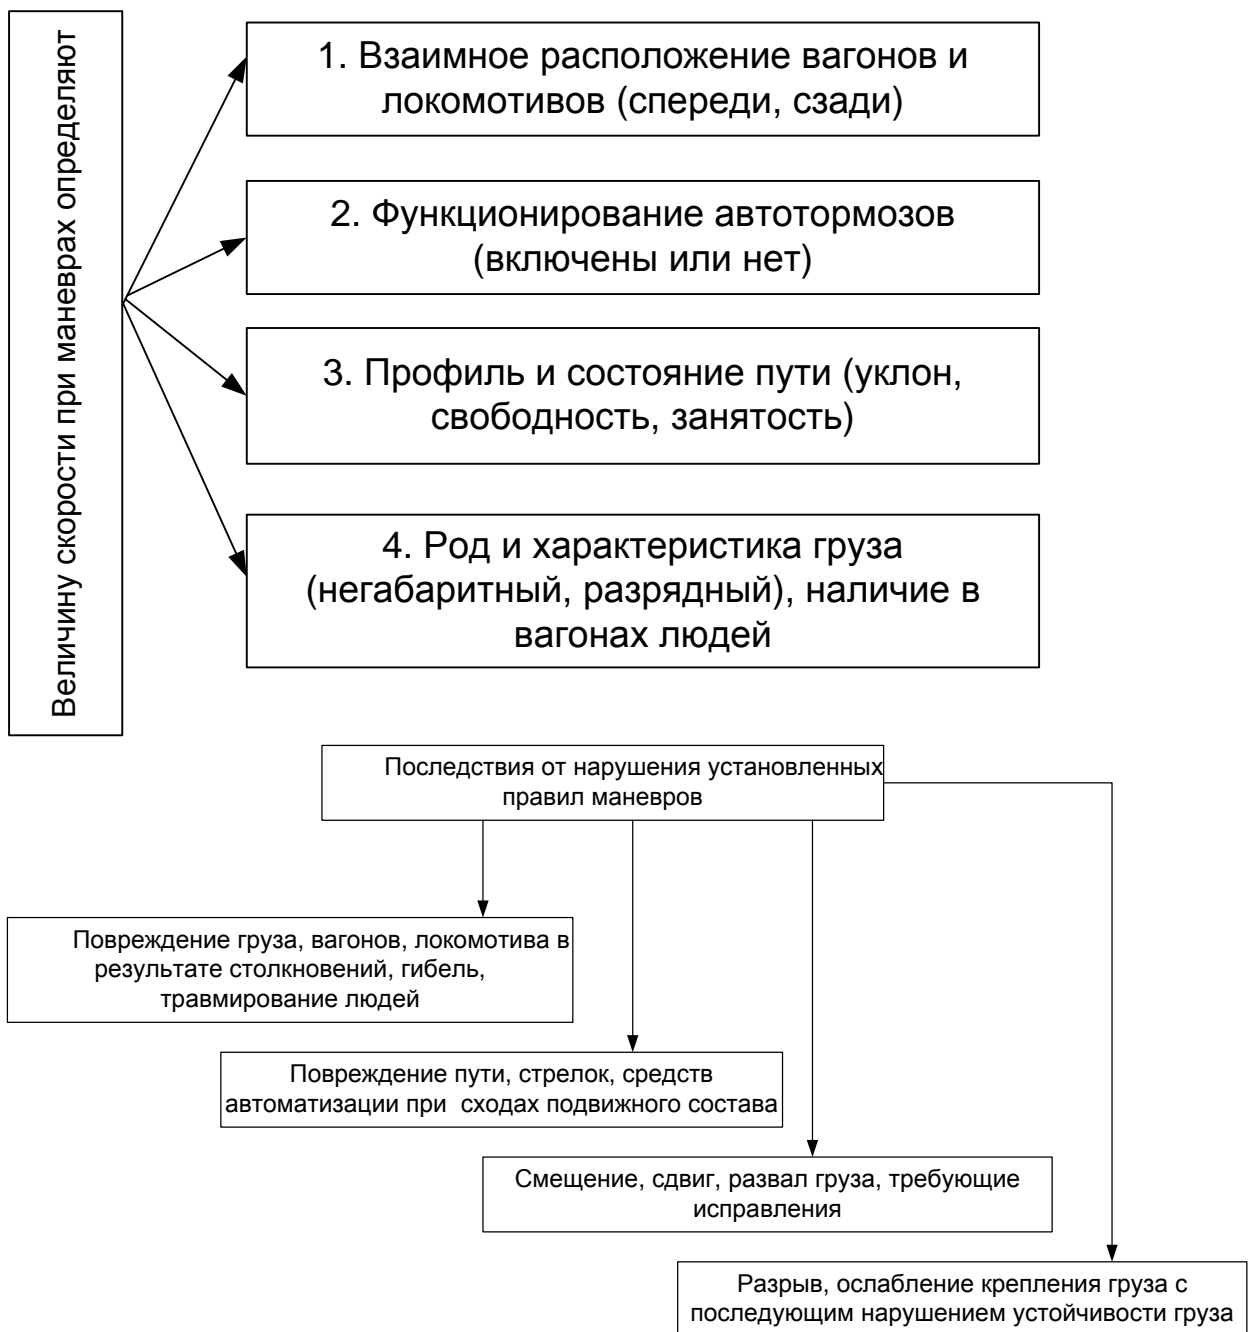 Величину скорости при маневрах определяют
1. Взаимное расположение вагонов и
локомотивов (спереди, сзади)
2. Функционирование автотормозов
(включены или нет)
3. Профиль и состояние пути (уклон,
свободность, занятость)
4. Род и характеристика груза
(негабаритный, разрядный), наличие в
вагонах людей
Последствия от нарушения установленных
правил маневров
Повреждение груза, вагонов, локомотива в
результате столкновений, гибель,
травмирование людей
Повреждение пути, стрелок, средств
автоматизации при сходах подвижного состава
Смещение, сдвиг, развал груза, требующие
исправления
Разрыв, ослабление крепления груза с
последующим нарушением устойчивости груза